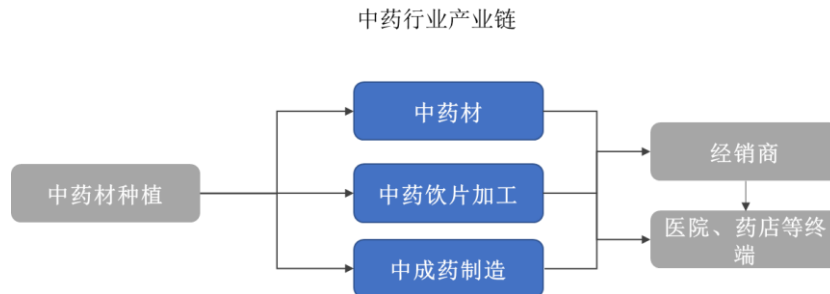 中药行业产业链
中药材
经销商
中药材种植
中药饮片加工
医院、药店等终
端
中成药制造